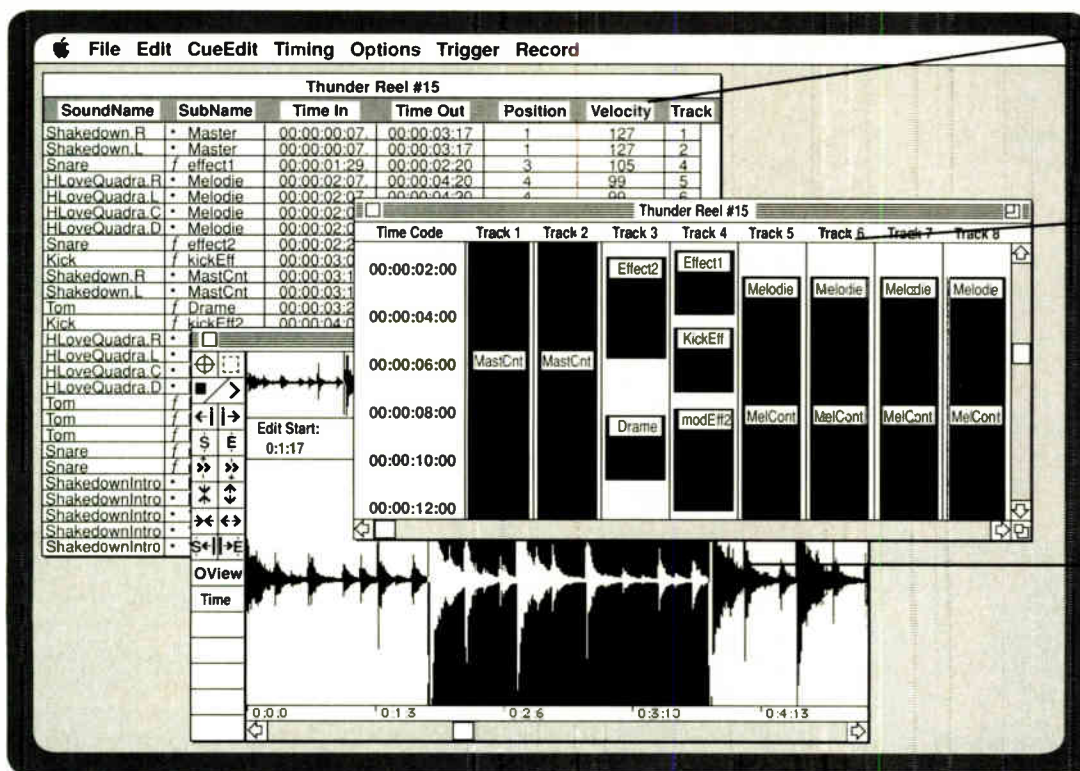 File Edit CueEdit Timing Options Trigger Record
Thunder Reel #15
SoundName SubName Time In Time Out Position Velocity Track
Shakedown.R • Master 00:00:00:07. 00:00:03:17 1 127 1
Shakedown.L • Master 00:00:00:07. 00:00:03:17 1 127 2
Snare f effect1 00:00:01:29. 00:00:02:20 3 105 4
HLoveQuadra.R • Melodie 00:00:02:07. 00:00:04:20 4 99 5
HLoveQuadra.L • Melodie
HLoveQuadra.C • Melodie
HLoveQuadra.D • Melodie
Snare f effect2
Kick f kickEff
Shakedown.R • MastCnt
Shakedown.L • MastCnt
Tom f Drame
Kick f kickEff2
HLoveQuadra.R •
HLoveQuadra.L •
HLoveQuadra.C •
HLoveQuadra.D •
Tom f
Tom f
Tom f
Snare f
Snare f
ShakedownIntro •
ShakedownIntro •
ShakedownIntro •
ShakedownIntro •
ShakedownIntro •
Thunder Reel #15
Time Code Track 1 Track 2 Track 3 Track 4 Track 5 Track 6 Track 7 Track 8
00:00:02:00 Effect2 Effect1
Melodie Melodie Melodie Melodie
00:00:04:00
KickEff
00:00:06:00 MastCnt MastCnt
00:00:08:00 Drame modEff2 MelCont MelCont MelCont MelCont
00:00:10:00
00:00:12:00
Edit Start:
0:1:17
S E
S E
OView
Time
0:0:0 0:1:3 0:2:6 0:3:10 0:4:13